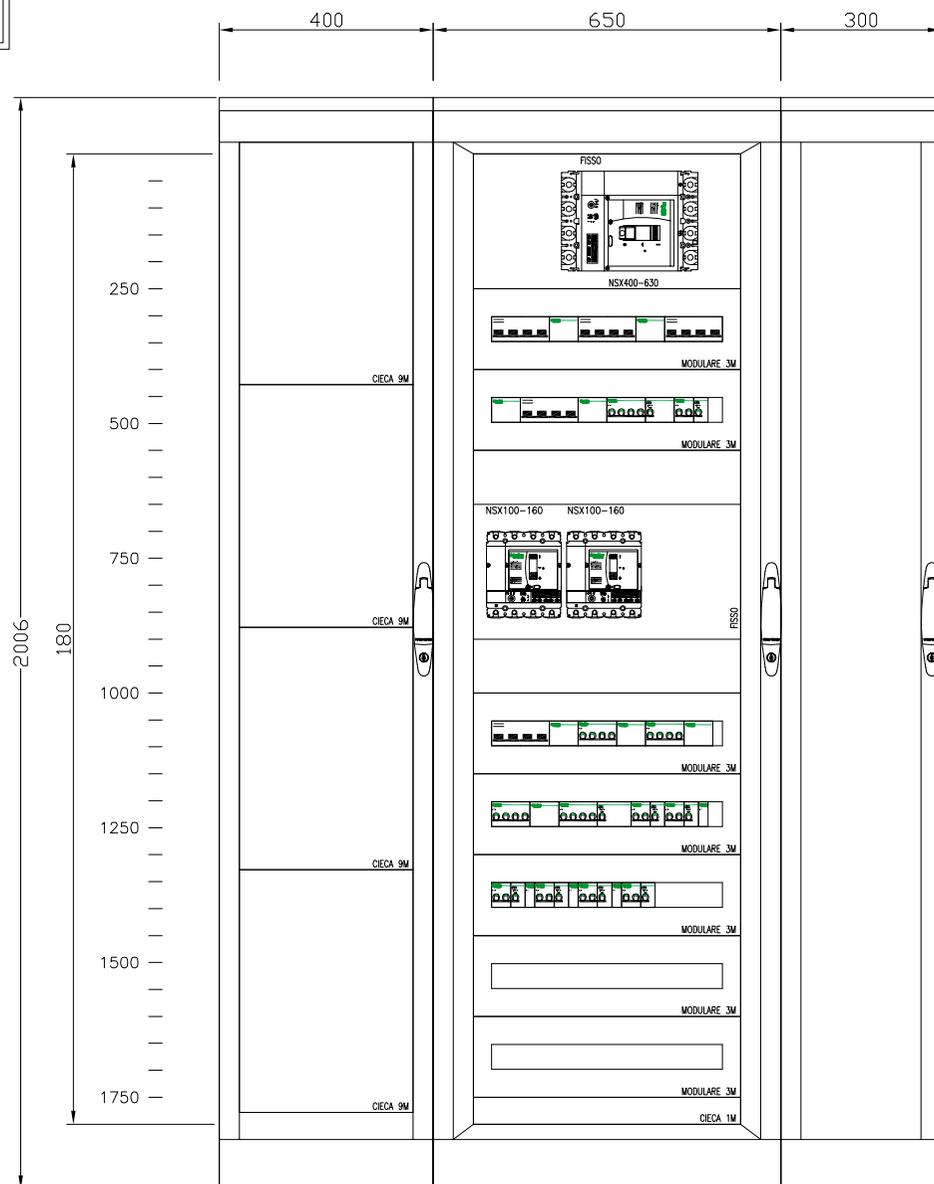 400
650
300
FISSO
NSX400-630
250
MODULARE 3M
CIECA 9M
500
MODULARE 3M
NSX100-160
NSX100-160
750
FISSO
CIECA 9M
2006
180
1000
MODULARE 3M
1250
MODULARE 3M
CIECA 9M
MODULARE 3M
1500
MODULARE 3M
1750
MODULARE 3M
CIECA 9M
CIECA 1M